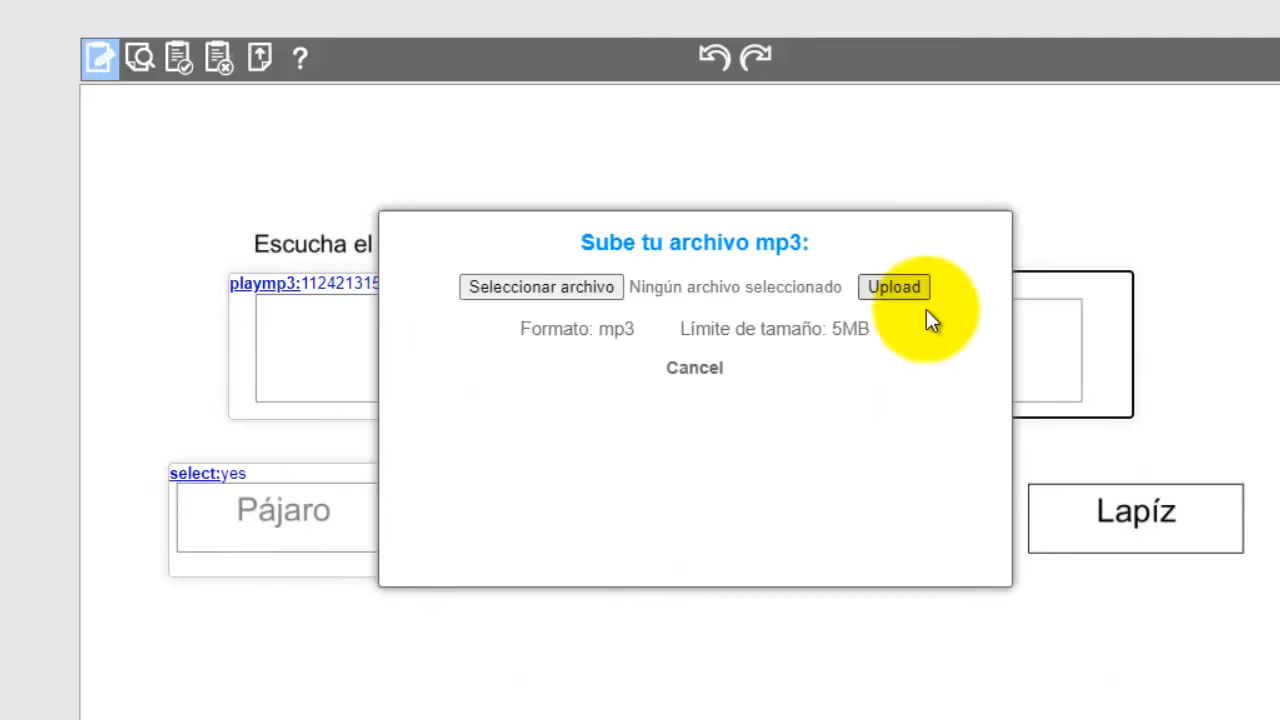 ?
Escucha el
Sube tu archivo mp3:
playmp3:112421315
Seleccionar archivo Ningún archivo seleccionado Upload
Formato: mp3 Límite de tamaño: 5MB
Cancel
select:yes
Pájaro
Lapíz